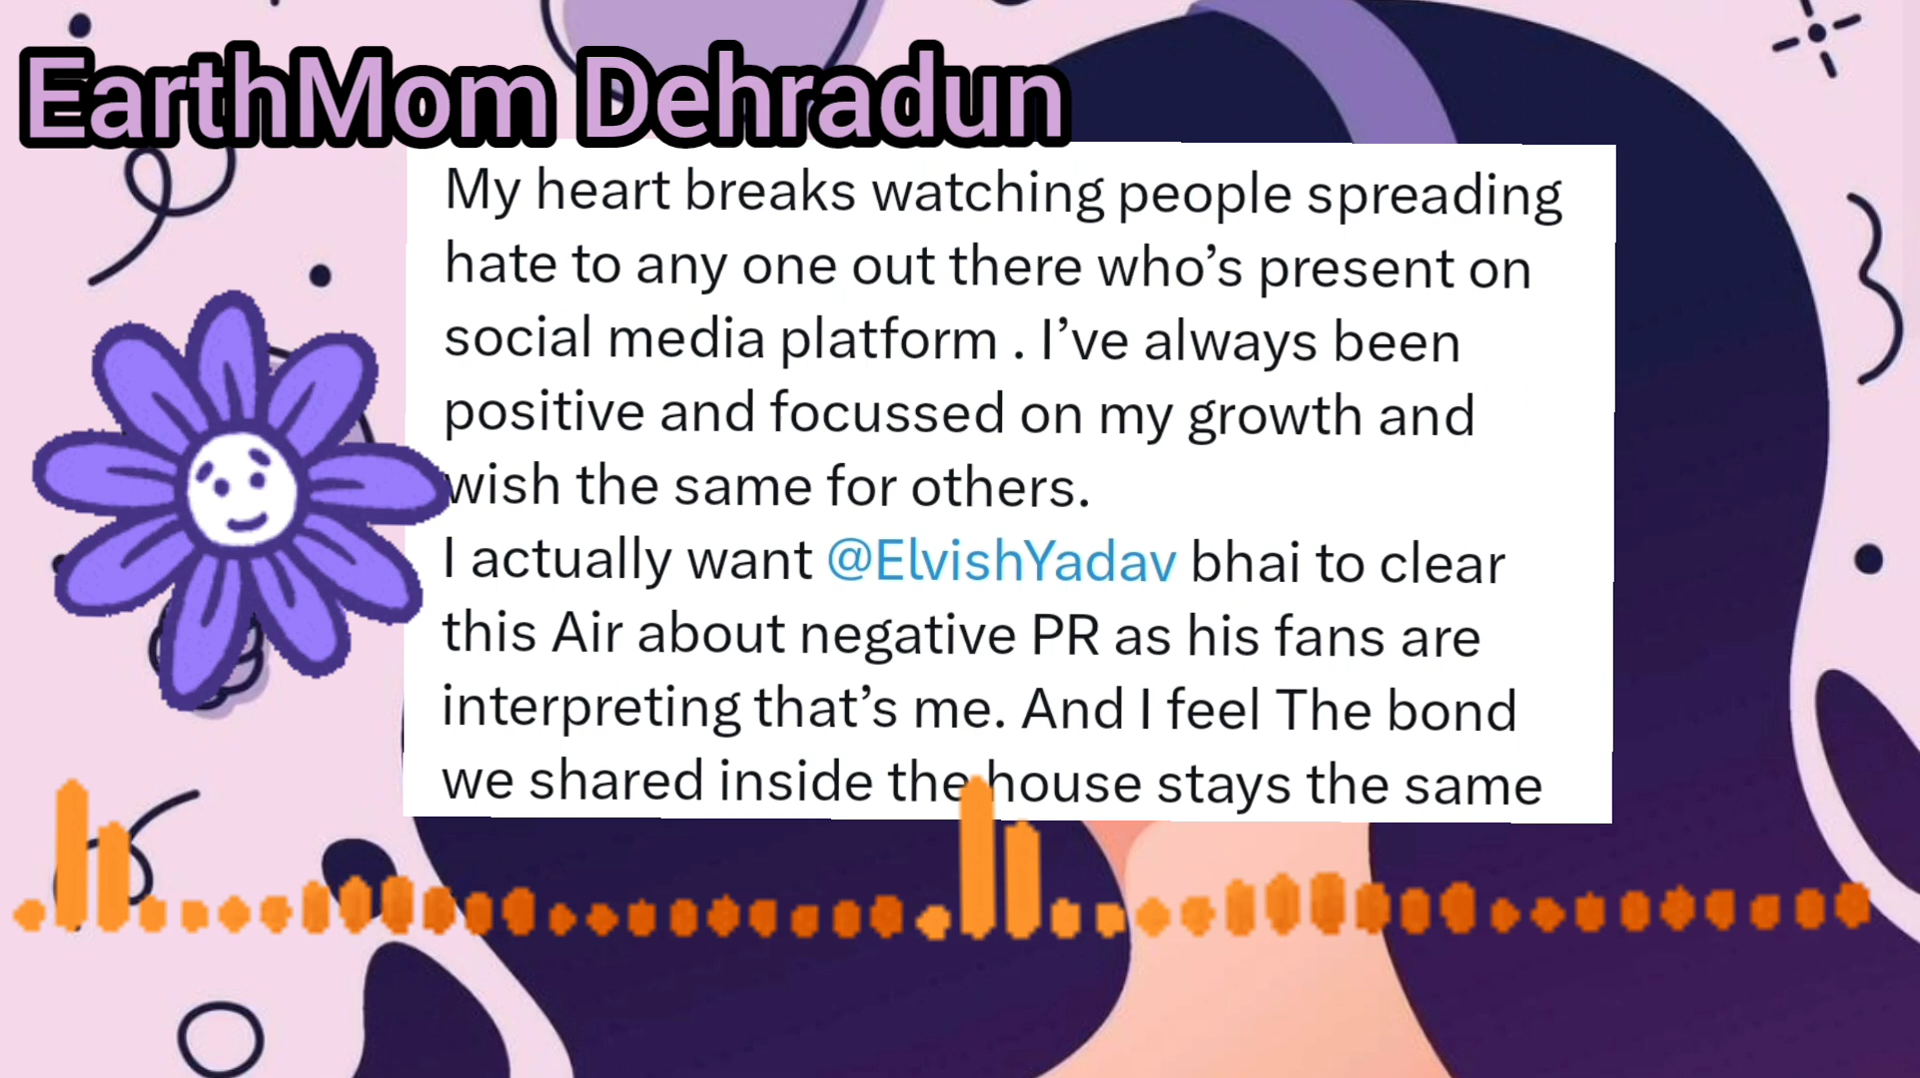 EarthMom Dehradun
My heart breaks watching people spreading
hate to any one out there who’s present on
social media platform . I’ve always been
positive and focussed on my growth and
wish the same for others.
I actually want @ElvishYadav bhai to clear
this Air about negative PR as his fans are
interpreting that’s me. And I feel The bond
we shared inside the house stays the same